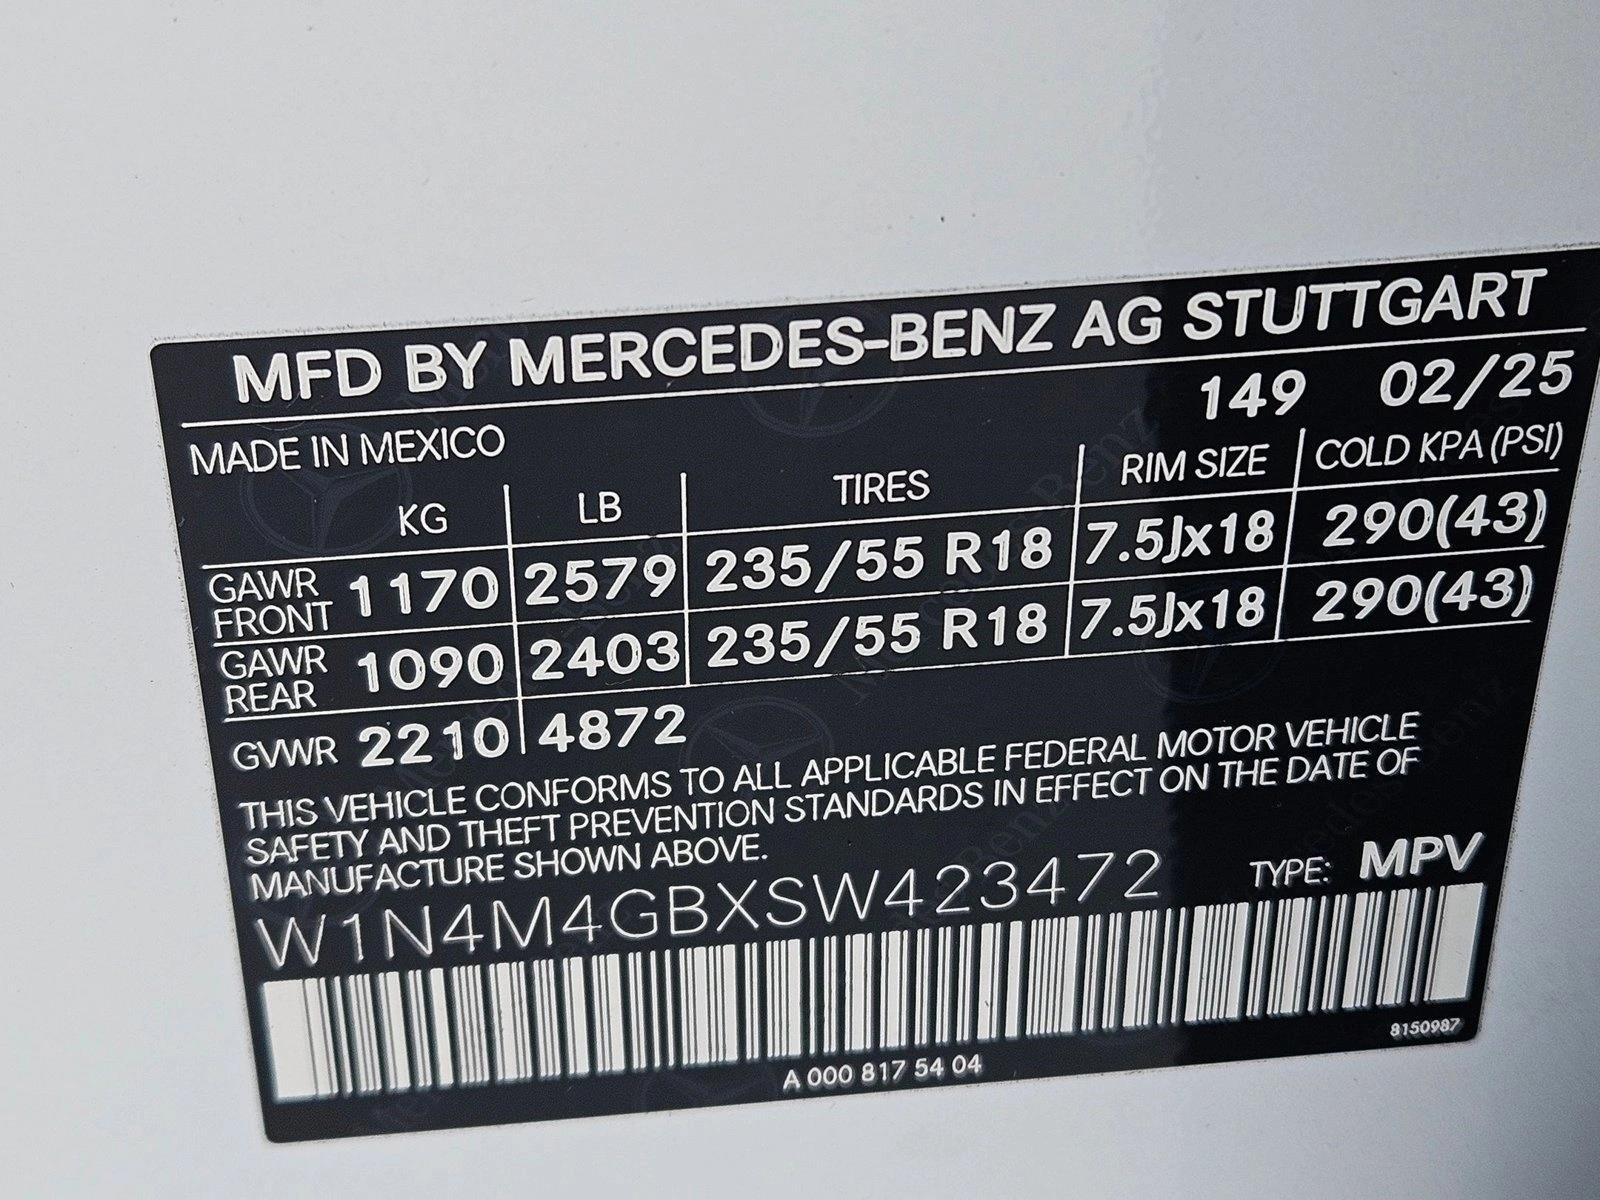 MFD BY MERCEDES-BENZ AG STUTTGART
149 02/25
MADE IN MEXICO
KG LB TIRES RIM SIZE COLD KPA (PSI)
GAWR FRONT 1170 2579 235/55 R18 7.5Jx18 290(43)
GAWR REAR 1090 2403 235/55 R18 7.5Jx18 290(43)
GVWR 2210 4872
THIS VEHICLE CONFORMS TO ALL APPLICABLE FEDERAL MOTOR VEHICLE
SAFETY AND THEFT PREVENTION STANDARDS IN EFFECT ON THE DATE OF
MANUFACTURE SHOWN ABOVE.
W1N4M4GBXSW423472 TYPE: MPV
8150987
A 000 817 54 04